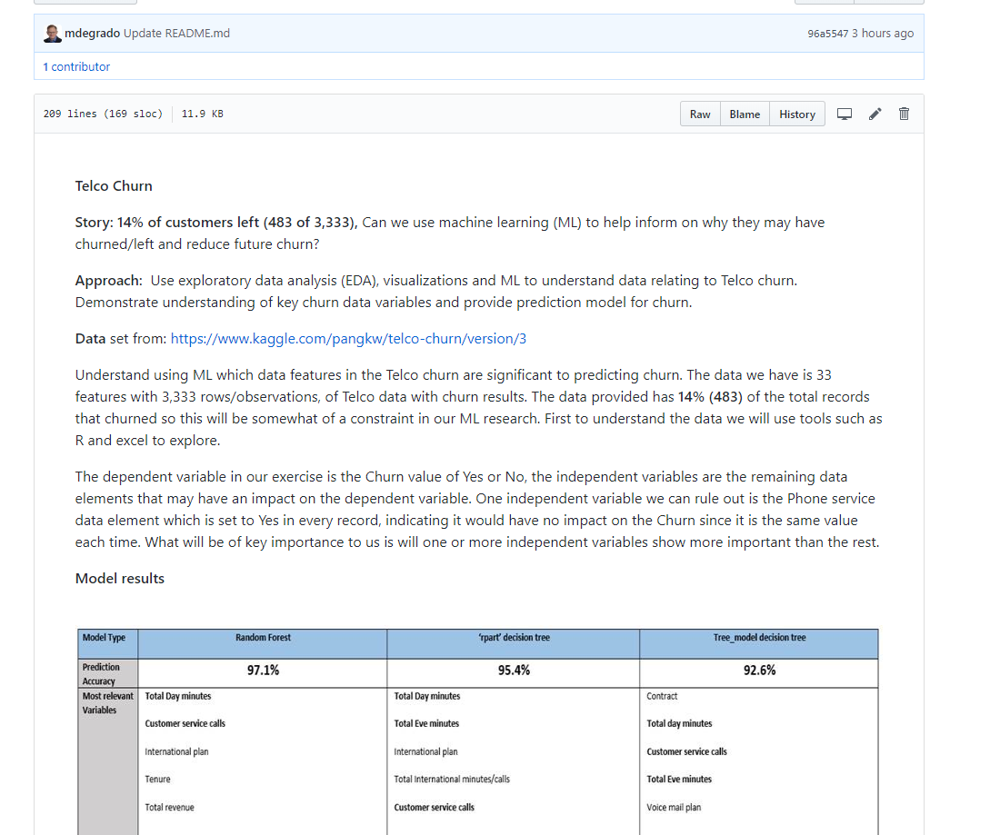 mdegrado Update README.md 96a5547 3 hours ago
1 contributor
209 lines (169 sloc) 11.9 KB Raw Blame History
Telco Churn
Story: 14% of customers left (483 of 3,333), Can we use machine learning (ML) to help inform on why they may have
churned/left and reduce future churn?
Approach: Use exploratory data analysis (EDA), visualizations and ML to understand data relating to Telco churn.
Demonstrate understanding of key churn data variables and provide prediction model for churn.
Data set from: https://www.kaggle.com/pangkw/telco-churn/version/3
Understand using ML which data features in the Telco churn are significant to predicting churn. The data we have is 33
features with 3,333 rows/observations, of Telco data with churn results. The data provided has 14% (483) of the total records
that churned so this will be somewhat of a constraint in our ML research. First to understand the data we will use tools such as
R and excel to explore.
The dependent variable in our exercise is the Churn value of Yes or No, the independent variables are the remaining data
elements that may have an impact on the dependent variable. One independent variable we can rule out is the Phone service
data element which is set to Yes in every record, indicating it would have no impact on the Churn since it is the same value
each time. What will be of key importance to us is will one or more independent variables show more important than the rest.
Model results
Model Type Random Forest 'rpart' decision tree Tree_model decision tree
Prediction
Accuracy 97.1% 95.4% 92.6%
Most relevant
Variables
Total Day minutes Total Day minutes Contract
Customer service calls Total Eve minutes Total day minutes
International plan International plan Customer service calls
Tenure Total International minutes/calls Total Eve minutes
Total revenue Customer service calls Voice mail plan